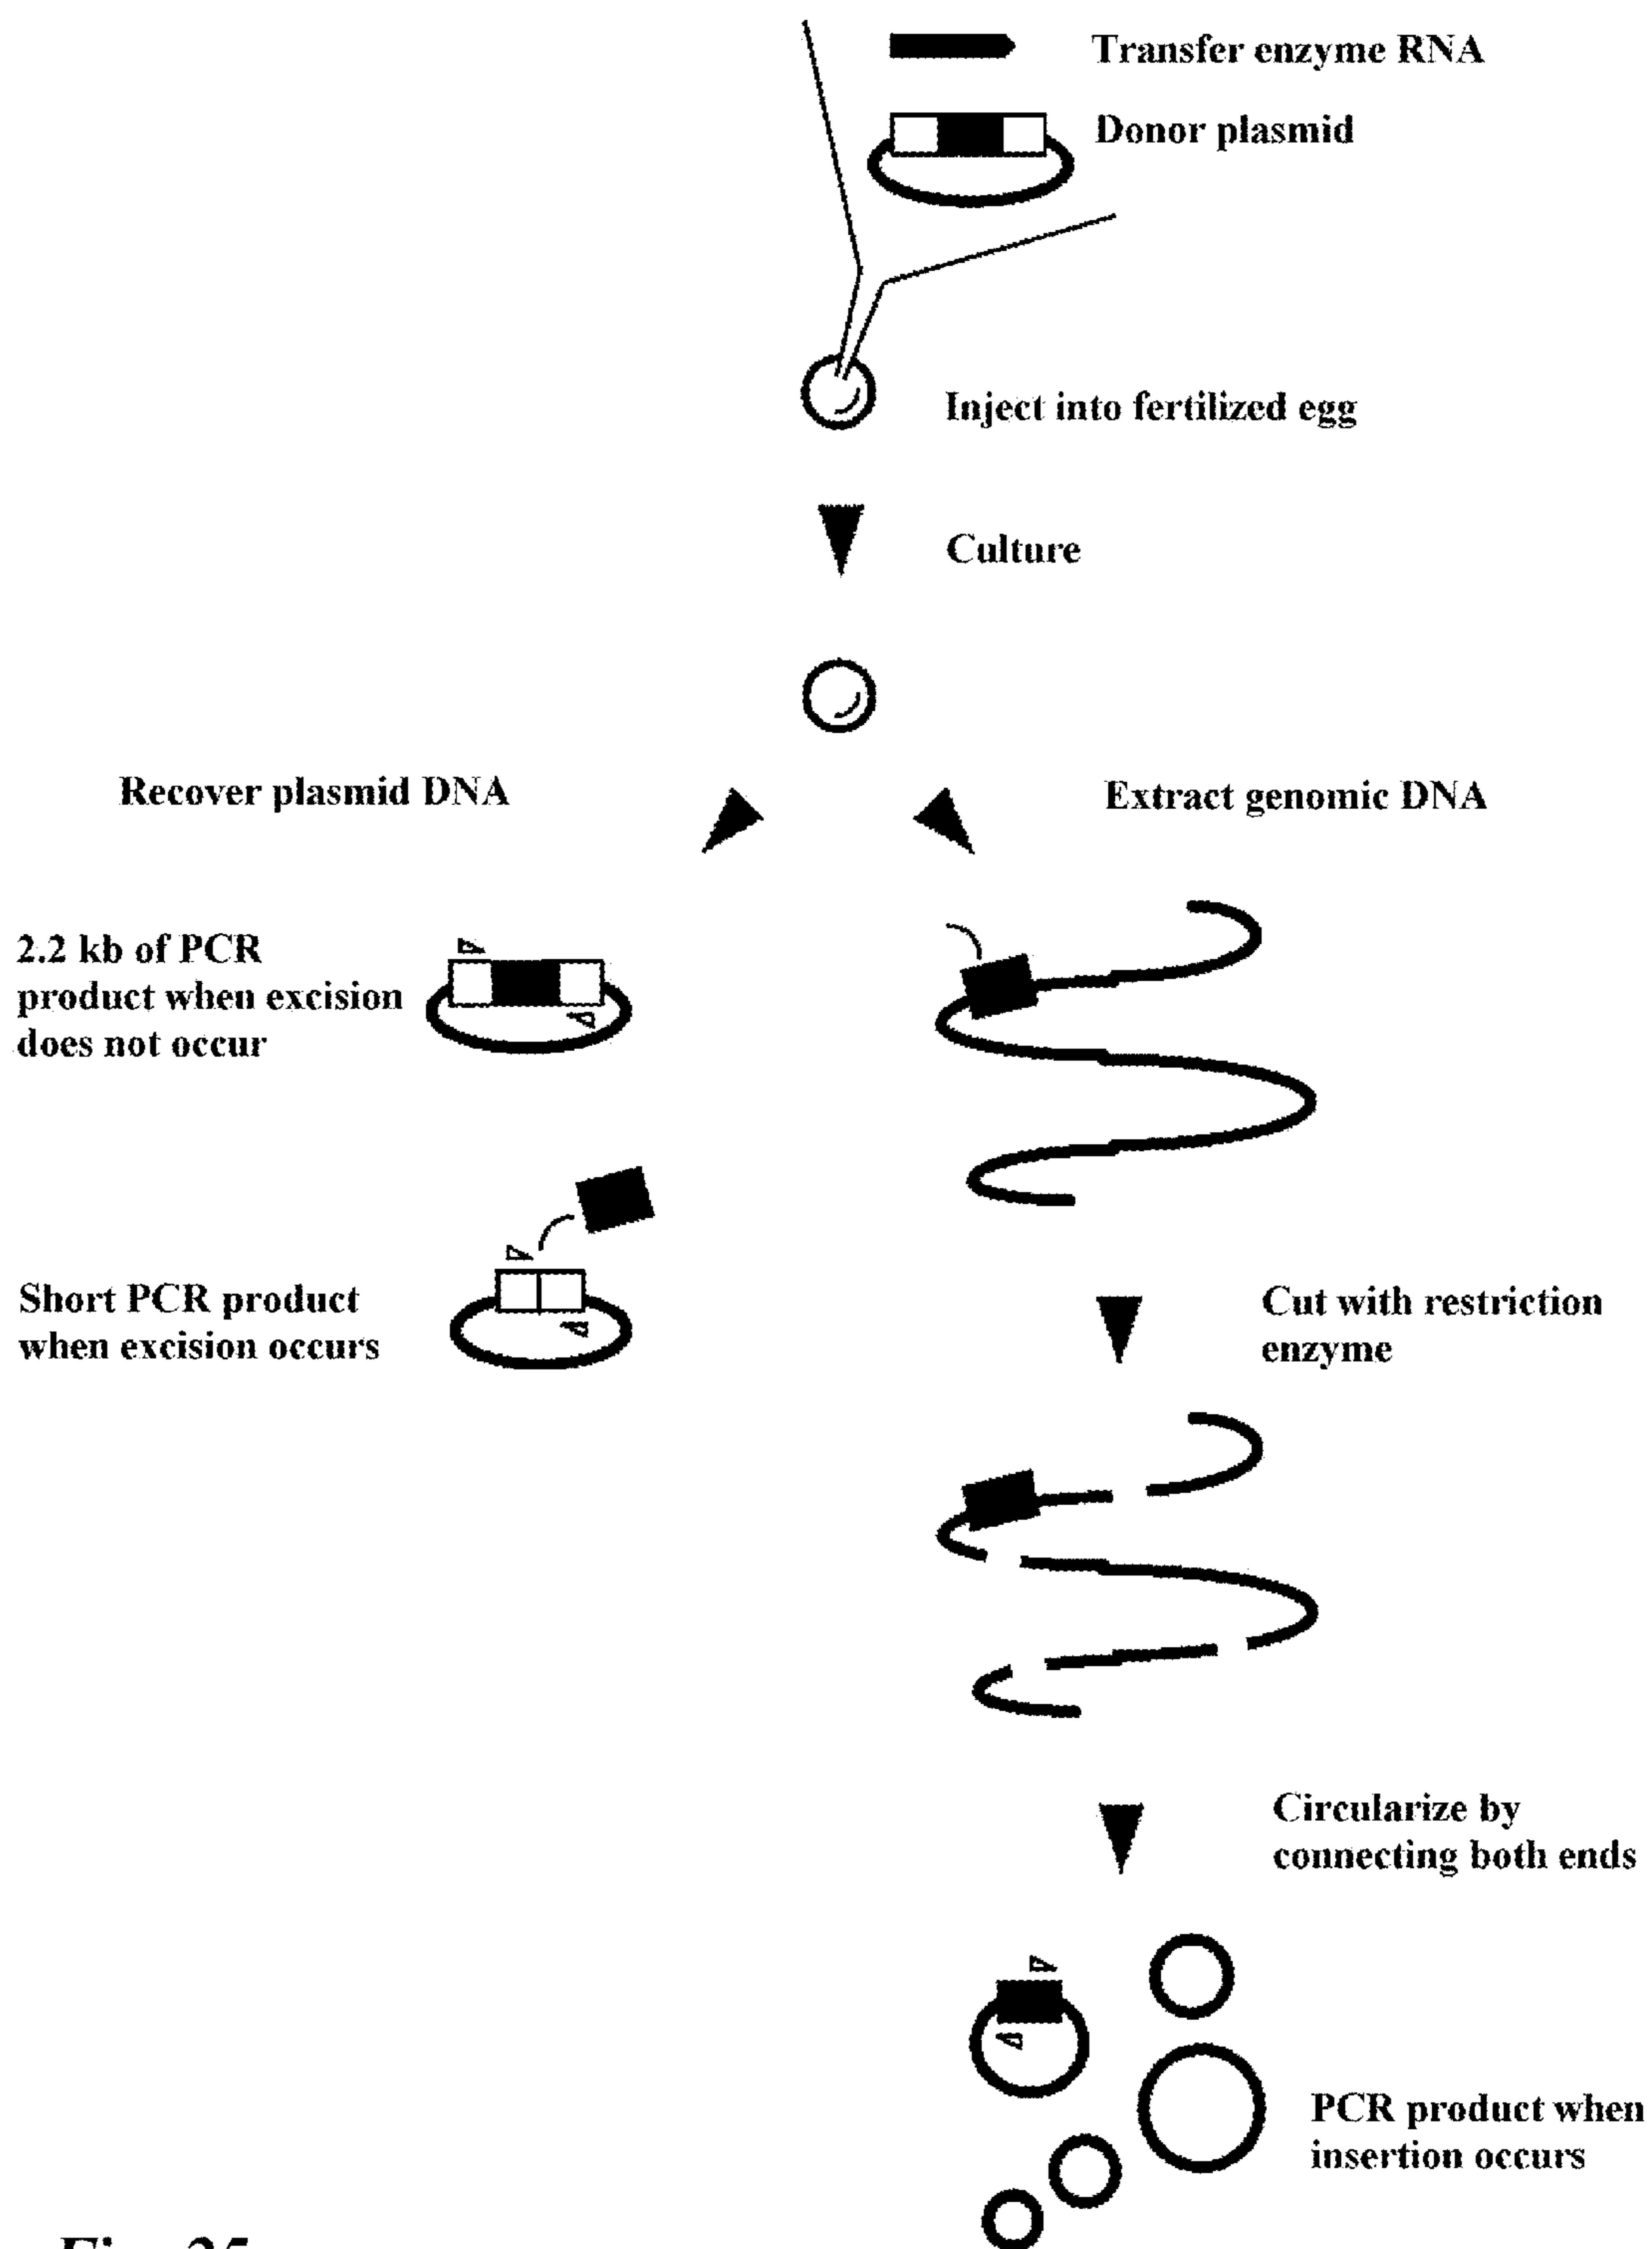 Transfer enzyme RNA
Donor plasmid
Inject into fertilized egg
Culture
Recover plasmid DNA
Extract genomic DNA
2.2 kb of PCR
product when excision
does not occur
Short PCR product
when excision occurs
Cut with restriction
enzyme
Circularize by
connecting both ends
PCR product when
insertion occurs